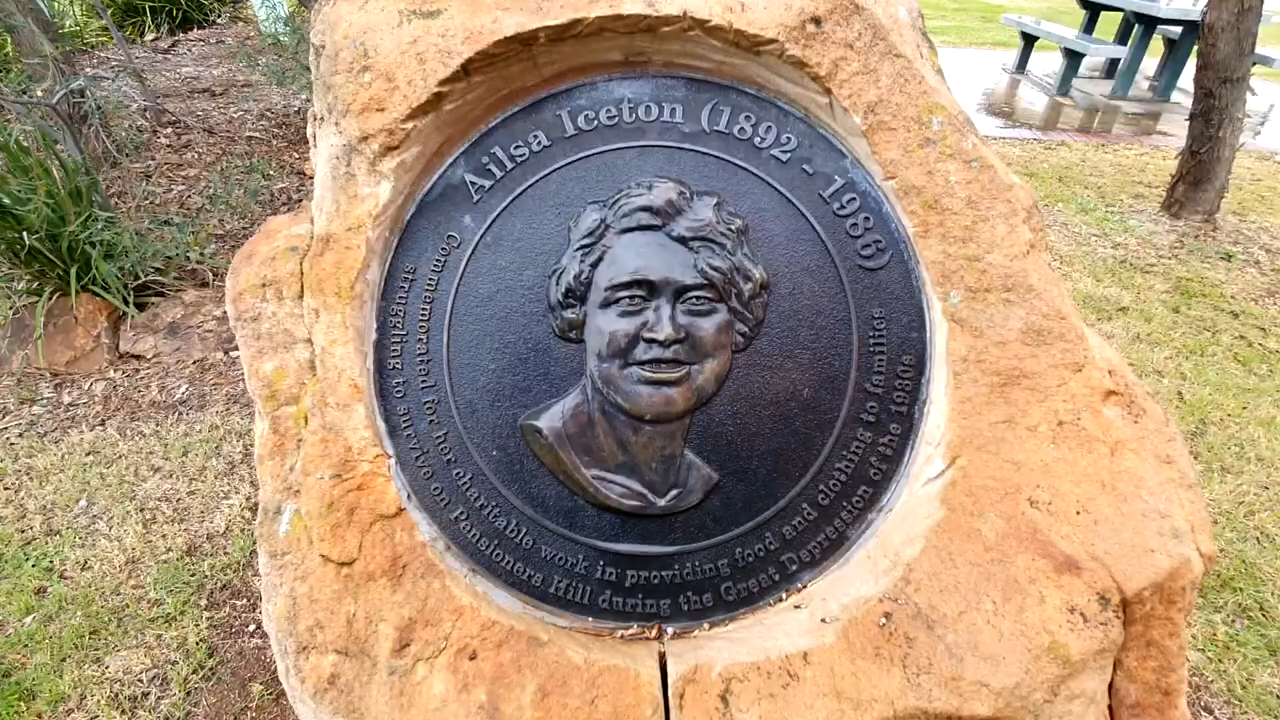 Ailsa Iceton (1892 - 1986)
Commemorated for her charitable work in providing food and clothing to families
struggling to survive on Pensioners Hill during the Great Depression of the 1930s